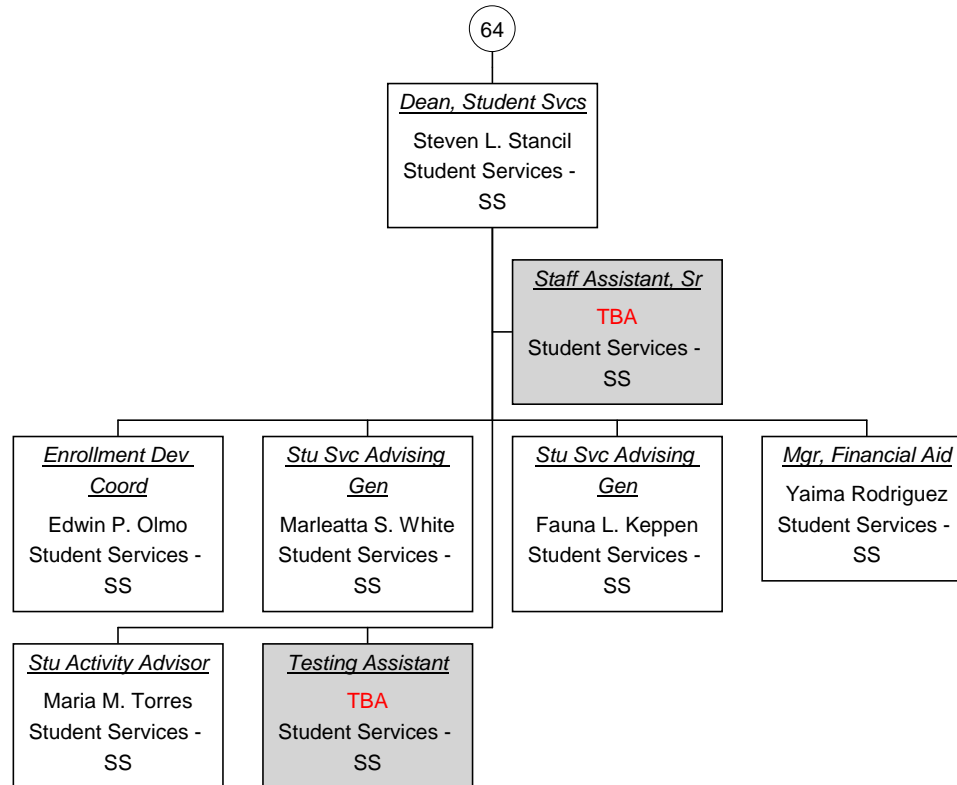 64
Dean, Student Svcs
Steven L. Stancil
Student Services -
SS
Staff Assistant, Sr
TBA
Student Services -
SS
Enrollment Dev
Coord
Edwin P. Olmo
Student Services -
SS
Stu Svc Advising
Gen
Marleatta S. White
Student Services -
SS
Stu Svc Advising
Gen
Fauna L. Keppen
Student Services -
SS
Mgr, Financial Aid
Yaima Rodriguez
Student Services -
SS
Stu Activity Advisor
Maria M. Torres
Student Services -
SS
Testing Assistant
TBA
Student Services -
SS